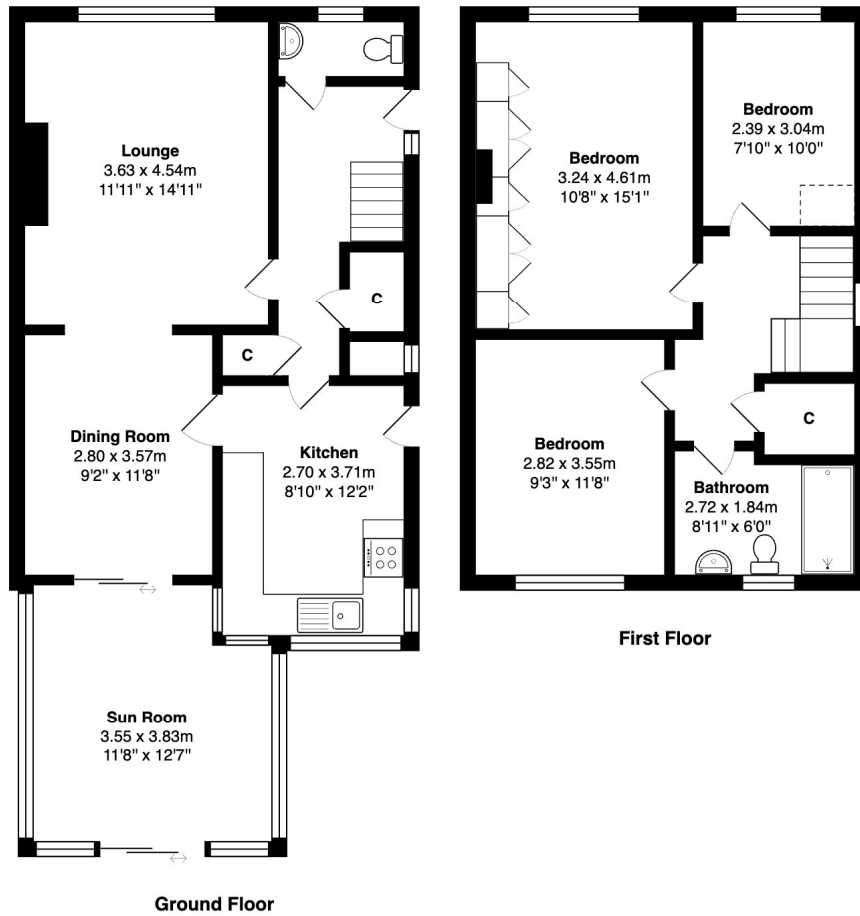 Lounge
3.63 x 4.54m
11'11" x 14'11"
C
C
Dining Room
2.80 x 3.57m
9'2" x 11'8"
Kitchen
2.70 x 3.71m
8'10" x 12'2"
Sun Room
3.55 x 3.83m
11'8" x 12'7"
Ground Floor
Bedroom
3.24 x 4.61m
10'8" x 15'1"
Bedroom
2.39 x 3.04m
7'10" x 10'0"
Bedroom
2.82 x 3.55m
9'3" x 11'8"
C
Bathroom
2.72 x 1.84m
8'11" x 6'0"
First Floor